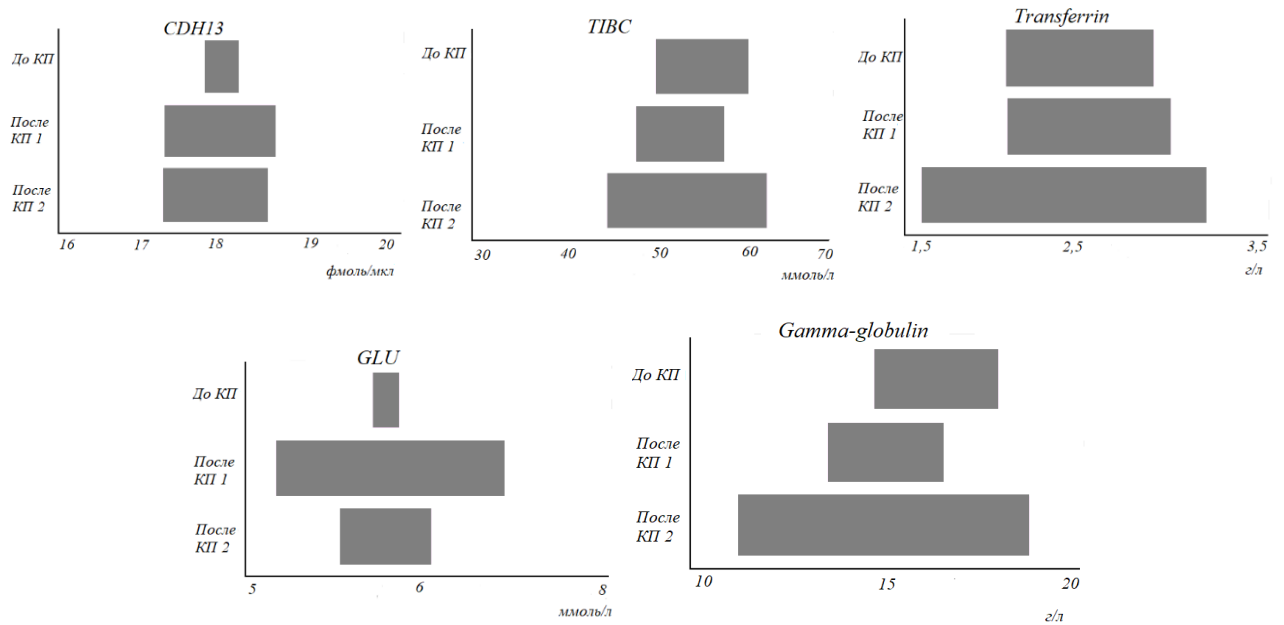 CDH13
До КП
После
КП 1
После
КП 2
16 17 18 19 20
фмоль/мкл
TIBC
До КП
После
КП 1
После
КП 2
30 40 50 60 70
ммоль/л
Transferrin
До КП
После
КП 1
После
КП 2
1,5 2,5 3,5
г/л
GLU
До КП
После
КП 1
После
КП 2
5 6 8
ммоль/л
Gamma-globulin
До КП
После
КП 1
После
КП 2
10 15 20
г/л